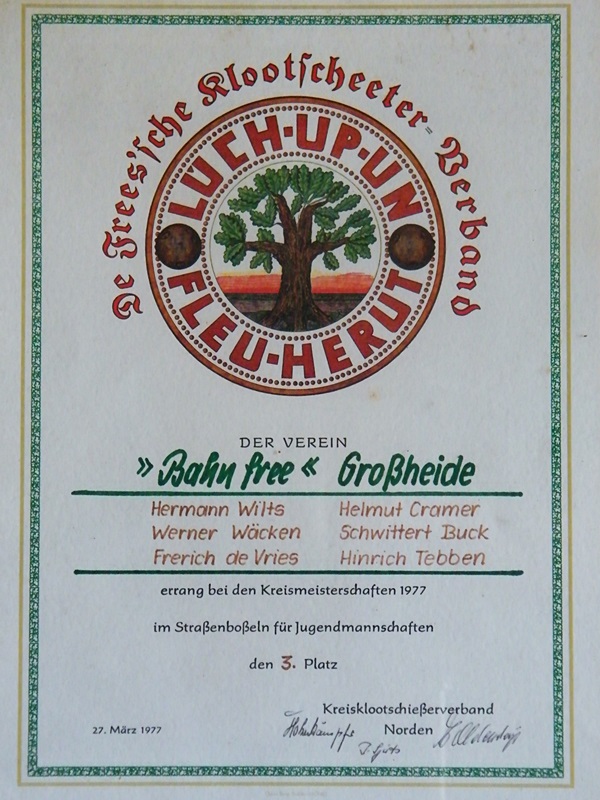 De Frees'sche Klootscheeter-Verband
LÜCH-UP-UN
FLEU-HERUT
DER VEREIN
»Bahn free« Großheide
Hermann Wilts Helmut Cramer
Werner Wäcken Schwittert Buck
Frerich de Vries Hinrich Tebben
errang bei den Kreismeisterschaften 1977
im Straßenboßeln für Jugendmannschaften
den 3. Platz
Kreisklootschießerverband
27. März 1977 Norden